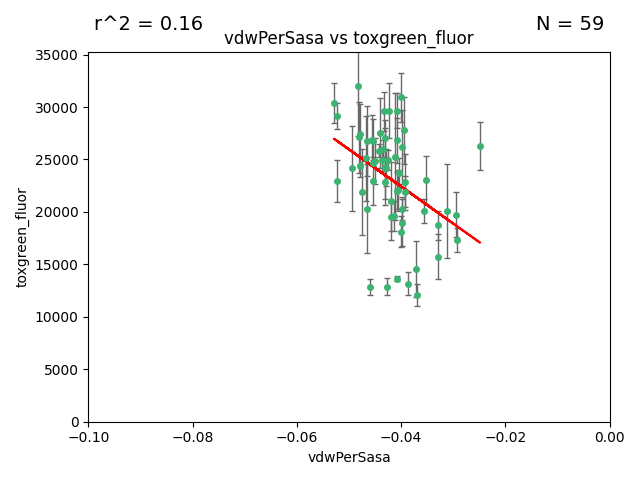 r^2 = 0.16
N = 59
vdwPerSasa vs toxgreen_fluor
35000
30000
25000
20000
15000
10000
5000
0
toxgreen_fluor
−0.10
−0.08
−0.06
−0.04
−0.02
0.00
vdwPerSasa